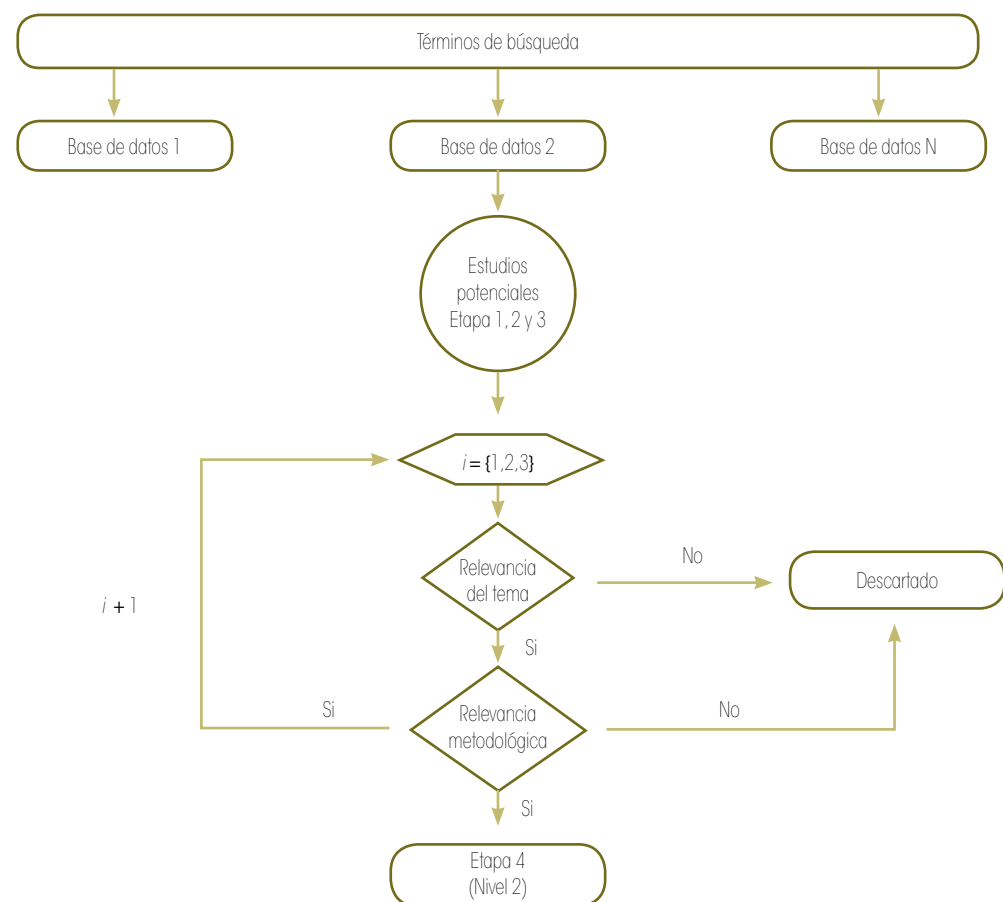 Términos de búsqueda
Base de datos 1
Base de datos 2
Base de datos N
Estudios
potenciales
Etapa 1, 2 y 3
i = {1,2,3}
Relevancia
del tema
No
Descartado
i + 1
Si
Si
Relevancia
metodológica
No
Si
Etapa 4
(Nivel 2)